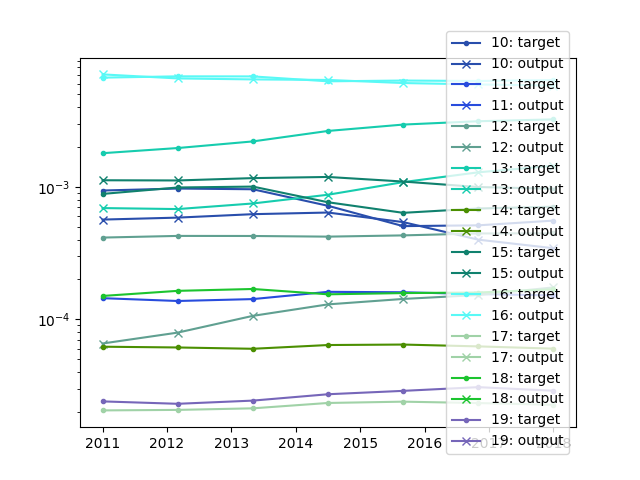 10: target
10: output
11: target
11: output
12: target
12: output
13: target
13: output
14: target
14: output
15: target
15: output
16: target
16: output
17: target
17: output
18: target
18: output
19: target
19: output
10−3
10−4
2011 2012 2013 2014 2015 2016 2017 2018